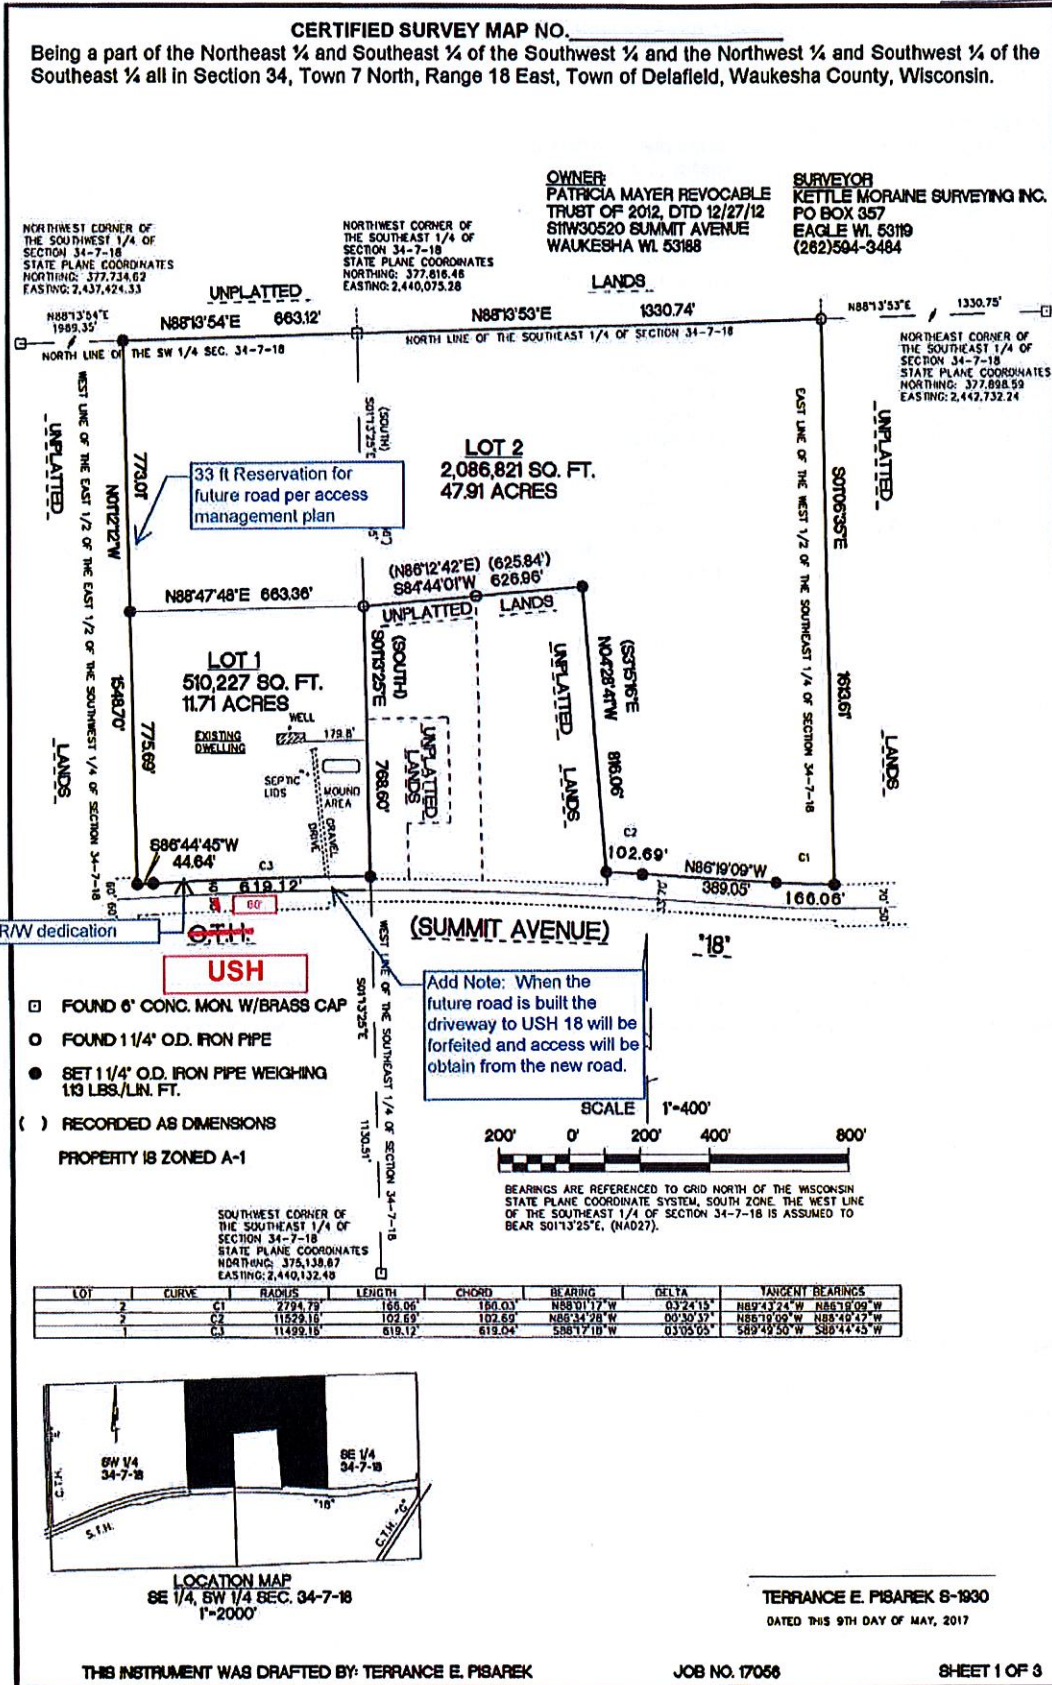 CERTIFIED SURVEY MAP NO.
Being a part of the Northeast ¼ and Southeast ¼ of the Southwest ¼ and the Northwest ¼ and Southwest ¼ of the
Southeast ¼ all in Section 34, Town 7 North, Range 18 East, Town of Delafield, Waukesha County, Wisconsin.
OWNER:
PATRICIA MAYER REVOCABLE
TRUST OF 2012, DTD 12/27/12
S11W30520 SUMMIT AVENUE
WAUKESHA WI. 53188
SURVEYOR
KETTLE MORAINE SURVEYING INC.
PO BOX 357
EAGLE WI. 53119
(262)594-3484
NORTHWEST CORNER OF
THE SOUTHWEST 1/4 OF
SECTION 34-7-18
STATE PLANE COORDINATES
NORTHING: 377,734.62
EASTING: 2,437,424.33
NORTHWEST CORNER OF
THE SOUTHEAST 1/4 OF
SECTION 34-7-18
STATE PLANE COORDINATES
NORTHING: 377,816.46
EASTING: 2,440,075.28
UNPLATTED
LANDS
N88°13'54"E
1989.35'
N88°13'54"E 663.12'
N88°13'53"E 1330.74'
N88°13'53"E 1330.75'
NORTH LINE OF THE SW 1/4 SEC. 34-7-18
NORTH LINE OF THE SOUTHEAST 1/4 OF SECTION 34-7-18
NORTHEAST CORNER OF
THE SOUTHEAST 1/4 OF
SECTION 34-7-18
STATE PLANE COORDINATES
NORTHING: 377,898.59
EASTING: 2,442,732.24
UNPLATTED
LANDS
WEST LINE OF THE EAST 1/2 OF THE EAST 1/2 OF THE SOUTHWEST 1/4 OF SECTION 34-7-18
773.01'
N01°12'12"W
1548.70'
775.69'
33 ft Reservation for
future road per access
management plan
(SOUTH)
S01°13'25"E
LOT 2
2,086,821 SQ. FT.
47.91 ACRES
EAST LINE OF THE WEST 1/2 OF THE SOUTHEAST 1/4 OF SECTION 34-7-18
S01°06'35"E
1613.61'
UNPLATTED
LANDS
N88°47'48"E 663.36'
(N86°12'42"E) (625.84')
S84°44'01"W 626.96'
UNPLATTED LANDS
LOT 1
510,227 SQ. FT.
11.71 ACRES
(SOUTH)
S01°13'25"E
768.60'
UNPLATTED
LANDS
UNPLATTED
LANDS
(S3°15'16"E)
N04°28'41"W
816.06'
WELL
EXISTING
DWELLING
179.8'
SEPTIC
LIDS
MOUND
AREA
GRAVEL
DRIVE
S86°44'45"W
44.64'
C3
619.12'
C2
102.69'
N86°19'09"W
389.05'
C1
166.06'
60' 60'
60'
70' 50'
R/W dedication
C.T.H.
USH
(SUMMIT AVENUE)
"18"
Add Note: When the
future road is built the
driveway to USH 18 will be
forfeited and access will be
obtain from the new road.
WEST LINE OF THE SOUTHEAST 1/4 OF SECTION 34-7-18
S01°13'25"E
1130.51'
FOUND 6" CONC. MON. W/BRASS CAP
FOUND 1 1/4" O.D. IRON PIPE
SET 1 1/4" O.D. IRON PIPE WEIGHING
1.13 LBS./LIN. FT.
( ) RECORDED AS DIMENSIONS
PROPERTY IS ZONED A-1
SCALE 1"=400'
200' 0' 200' 400' 800'
BEARINGS ARE REFERENCED TO GRID NORTH OF THE WISCONSIN
STATE PLANE COORDINATE SYSTEM, SOUTH ZONE. THE WEST LINE
OF THE SOUTHEAST 1/4 OF SECTION 34-7-18 IS ASSUMED TO
BEAR S01°13'25"E, (NAD27).
SOUTHWEST CORNER OF
THE SOUTHEAST 1/4 OF
SECTION 34-7-18
STATE PLANE COORDINATES
NORTHING: 375,138.67
EASTING: 2,440,132.48
LOT CURVE RADIUS LENGTH CHORD BEARING DELTA TANGENT BEARINGS
2 C1 2794.79' 166.06' 166.03' N88°01'17"W 03°24'15" N89°43'24"W N86°19'09"W
2 C2 11529.16' 102.69' 102.69' N86°34'28"W 00°30'37" N86°19'09"W N86°49'47"W
1 C3 11499.16' 619.12' 619.04' S88°17'18"W 03°05'05" S89°49'50"W S86°44'45"W
SW 1/4
34-7-18
SE 1/4
34-7-18
C.T.H.
S.T.H.
"18"
C.T.H. "G"
LOCATION MAP
SE 1/4, SW 1/4 SEC. 34-7-18
1"=2000'
TERRANCE E. PISAREK S-1930
DATED THIS 9TH DAY OF MAY, 2017
THIS INSTRUMENT WAS DRAFTED BY: TERRANCE E. PISAREK
JOB NO. 17056
SHEET 1 OF 3